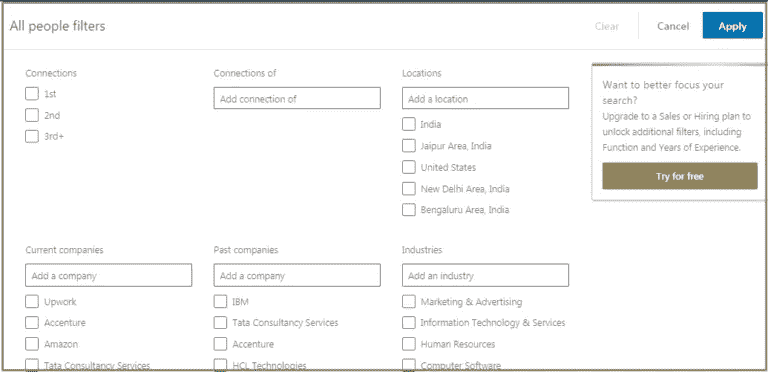 All people filters
Clear
Cancel
Apply
Connections
1st
2nd
3rd+
Connections of
Add connection of
Locations
Add a location
India
Jaipur Area, India
United States
New Delhi Area, India
Bengaluru Area, India
Want to better focus your
search?
Upgrade to a Sales or Hiring plan to
unlock additional filters, including
Function and Years of Experience.
Try for free
Current companies
Add a company
Upwork
Accenture
Amazon
Tata Consultancy Services
Past companies
Add a company
IBM
Tata Consultancy Services
Accenture
HCL Technologies
Industries
Add an industry
Marketing & Advertising
Information Technology & Services
Human Resources
Computer Software